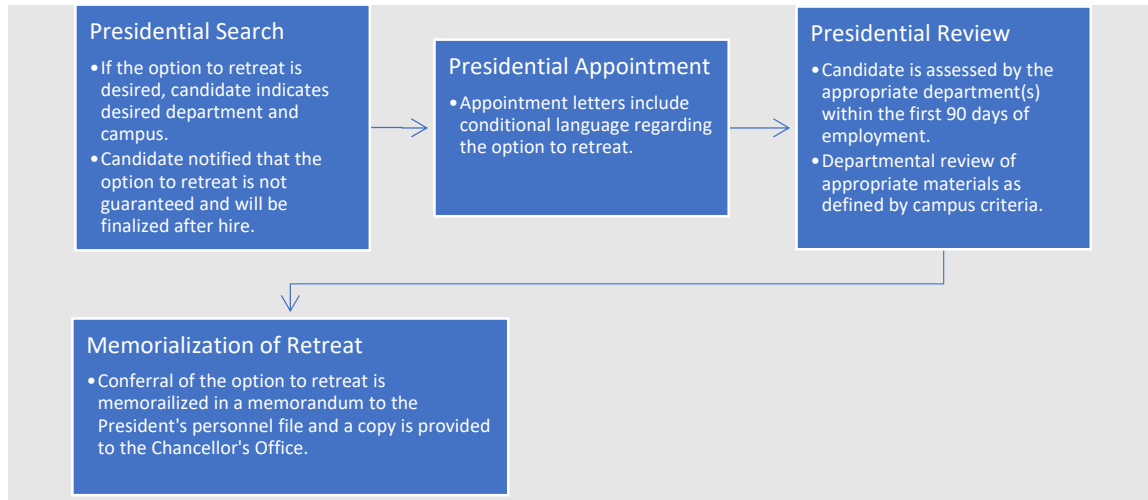 Presidential Search
•If the option to retreat is
desired, candidate indicates
desired department and
campus.
•Candidate notified that the
option to retreat is not
guaranteed and will be
finalized after hire.
Presidential Appointment
•Appointment letters include
conditional language regarding
the option to retreat.
Presidential Review
•Candidate is assessed by the
appropriate department(s)
within the first 90 days of
employment.
•Departmental review of
appropriate materials as
defined by campus criteria.
Memorialization of Retreat
•Conferral of the option to retreat is
memorailized in a memorandum to the
President's personnel file and a copy is provided
to the Chancellor's Office.